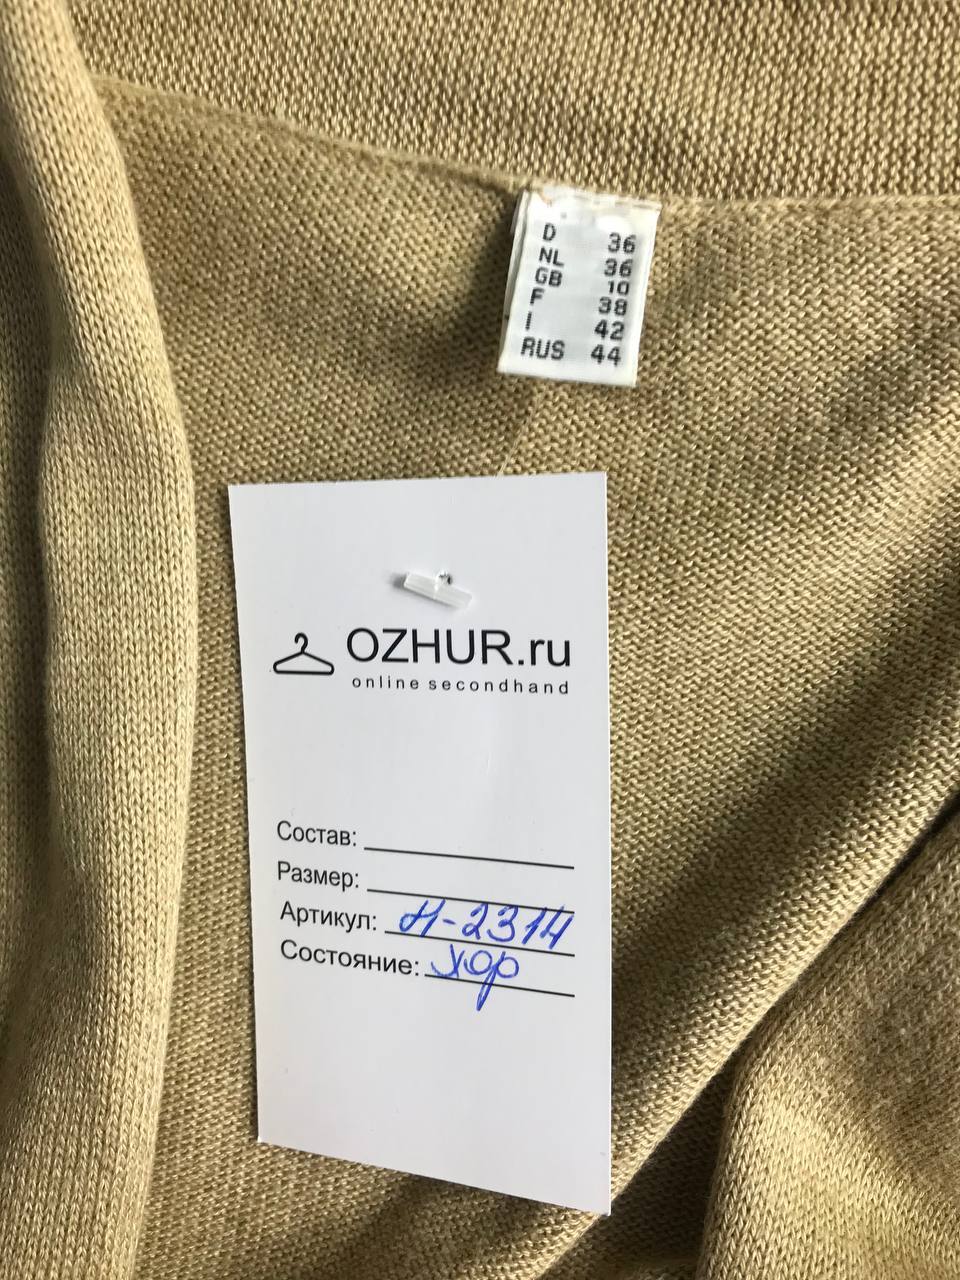 D 36
NL 36
GB 10
F 38
I 42
RUS 44
OZHUR.ru
online secondhand
Состав:
Размер:
Артикул: Н-2314
Состояние: хор